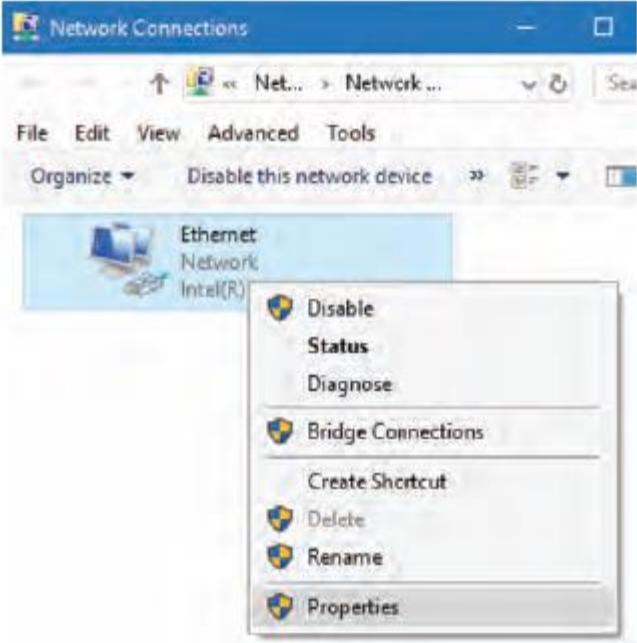 Network Connections
« Net... › Network ... Sea
File Edit View Advanced Tools
Organize Disable this network device »
Ethernet
Network
Intel(R)
Disable
Status
Diagnose
Bridge Connections
Create Shortcut
Delete
Rename
Properties